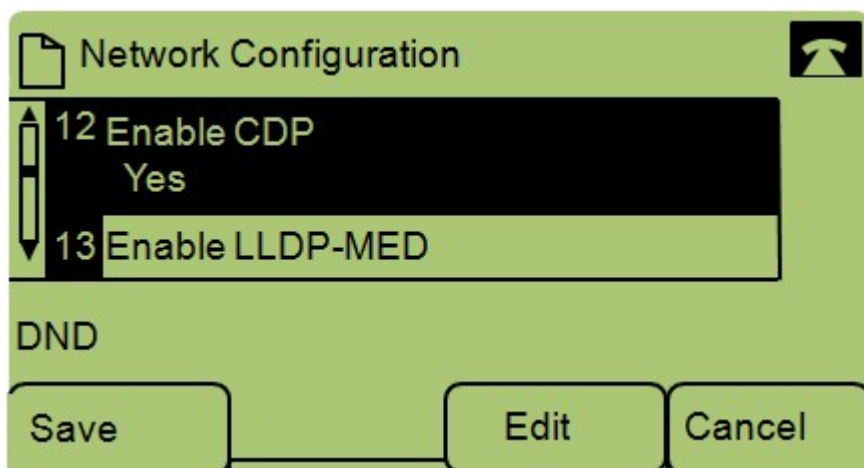 Network Configuration
12 Enable CDP
Yes
13 Enable LLDP-MED
DND
Save Edit Cancel